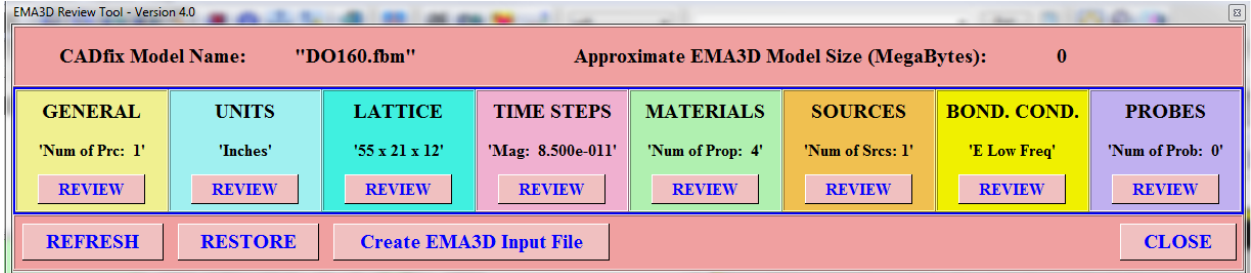 EMA3D Review Tool - Version 4.0
CADfix Model Name: "DO160.fbm" Approximate EMA3D Model Size (MegaBytes): 0
GENERAL UNITS LATTICE TIME STEPS MATERIALS SOURCES BOND. COND. PROBES
'Num of Prc: 1' 'Inches' '55 x 21 x 12' 'Mag: 8.500e-011' 'Num of Prop: 4' 'Num of Srcs: 1' 'E Low Freq' 'Num of Prob: 0'
REVIEW REVIEW REVIEW REVIEW REVIEW REVIEW REVIEW REVIEW
REFRESH RESTORE Create EMA3D Input File CLOSE